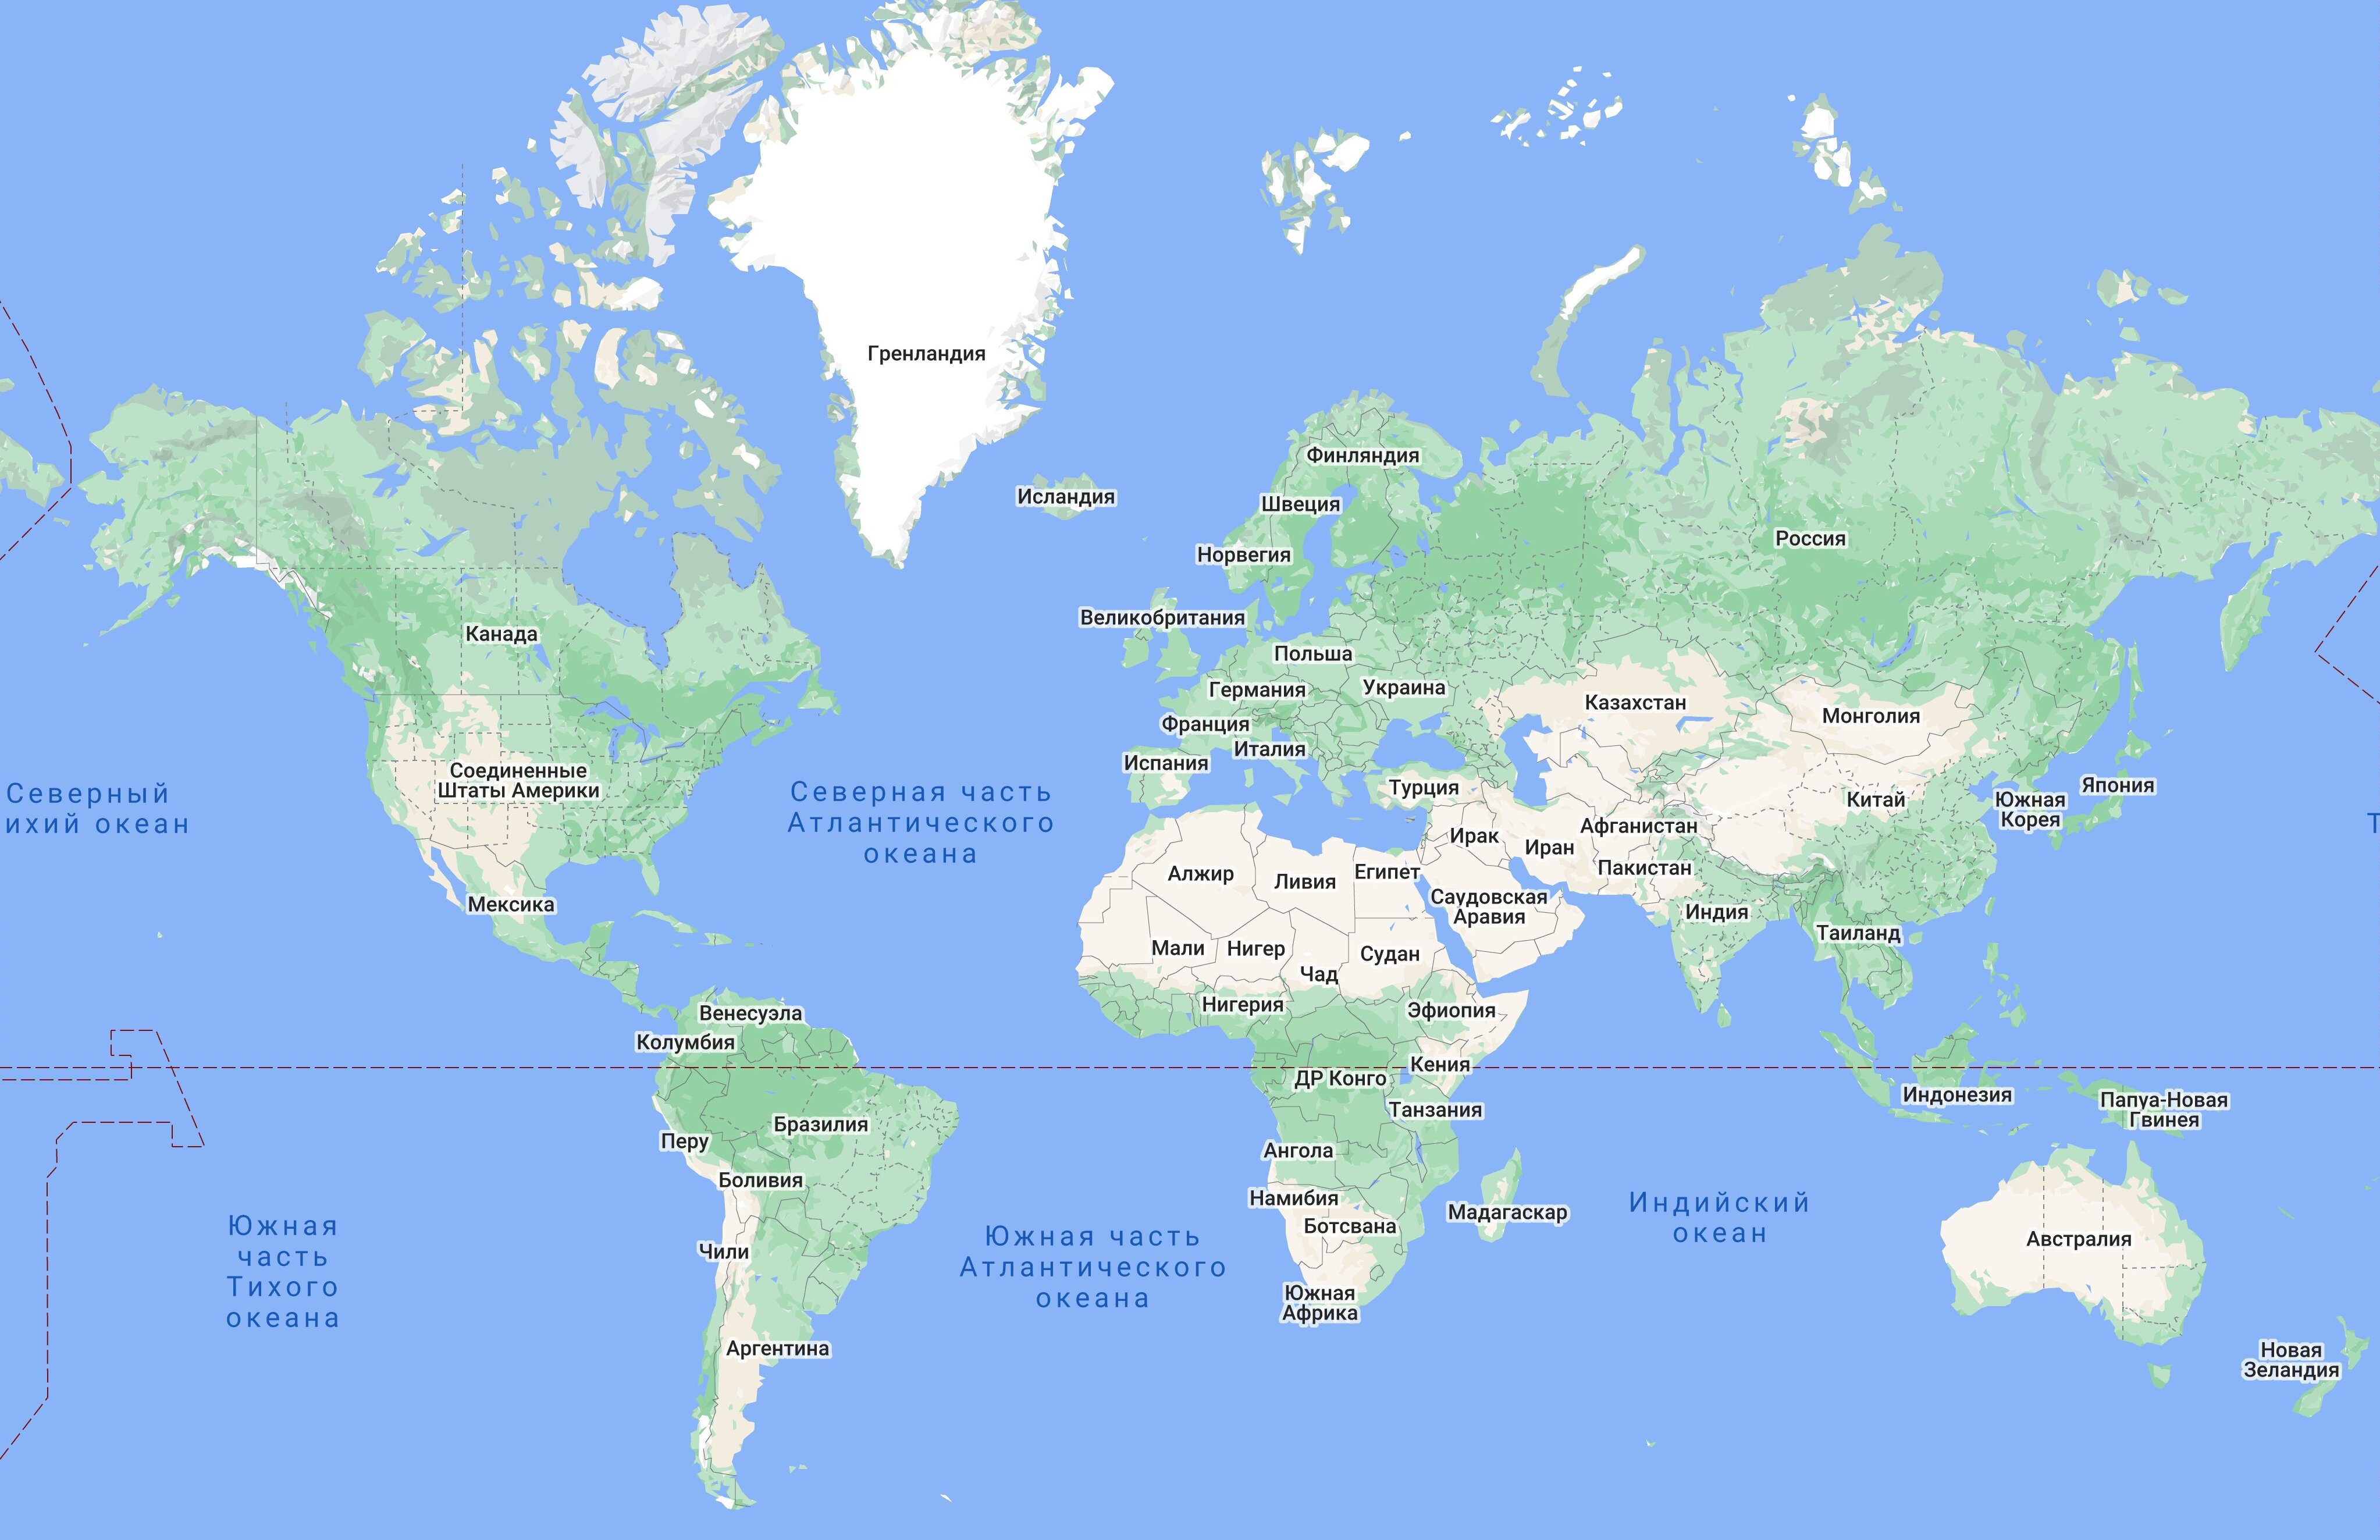 Гренландия
Финляндия
Исландия
Швеция
Россия
Норвегия
Великобритания
Канада
Польша
Германия
Украина
Казахстан
Монголия
Франция
Италия
Испания
Соединенные
Штаты Америки
Турция
Япония
Северный
ихий океан
Северная часть
Атлантического
океана
Китай
Южная
Корея
Т
Афганистан
Ирак
Иран
Пакистан
Алжир
Ливия
Египет
Саудовская
Аравия
Мексика
Индия
Таиланд
Мали
Нигер
Судан
Чад
Нигерия
Эфиопия
Венесуэла
Колумбия
Кения
ДР Конго
Индонезия
Папуа-Новая
Гвинея
Танзания
Бразилия
Перу
Ангола
Боливия
Намибия
Мадагаскар
Индийский
океан
Ботсвана
Южная
часть
Тихого
океана
Южная часть
Атлантического
океана
Австралия
Чили
Южная
Африка
Аргентина
Новая
Зеландия